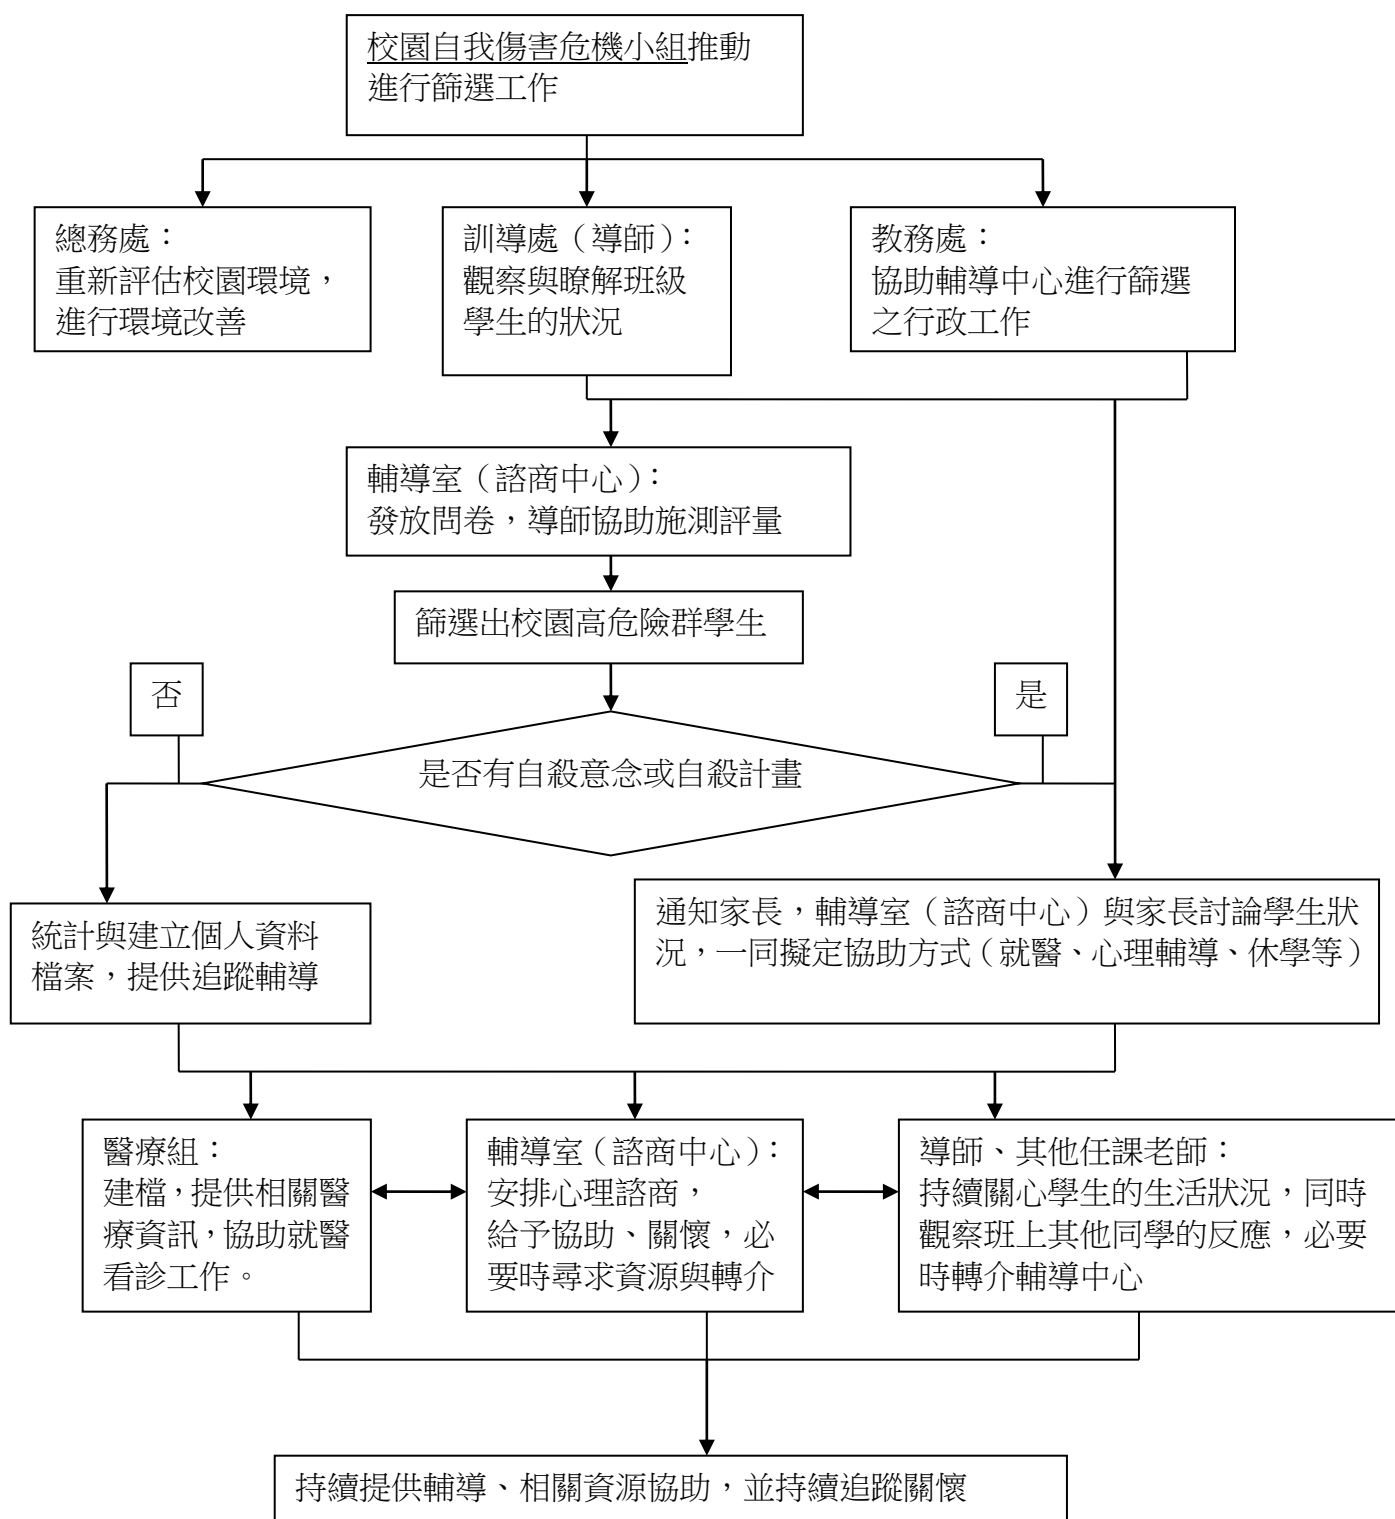 校園自我傷害危機小組推動
進行篩選工作
總務處：
重新評估校園環境，
進行環境改善
訓導處（導師）：
觀察與瞭解班級
學生的狀況
教務處：
協助輔導中心進行篩選
之行政工作
輔導室（諮商中心）：
發放問卷，導師協助施測評量
篩選出校園高危險群學生
否
是
是否有自殺意念或自殺計畫
統計與建立個人資料
檔案，提供追蹤輔導
通知家長，輔導室（諮商中心）與家長討論學生狀
況，一同擬定協助方式（就醫、心理輔導、休學等）
醫療組：
建檔，提供相關醫
療資訊，協助就醫
看診工作。
輔導室（諮商中心）：
安排心理諮商，
給予協助、關懷，必
要時尋求資源與轉介
導師、其他任課老師：
持續關心學生的生活狀況，同時
觀察班上其他同學的反應，必要
時轉介輔導中心
持續提供輔導、相關資源協助，並持續追蹤關懷